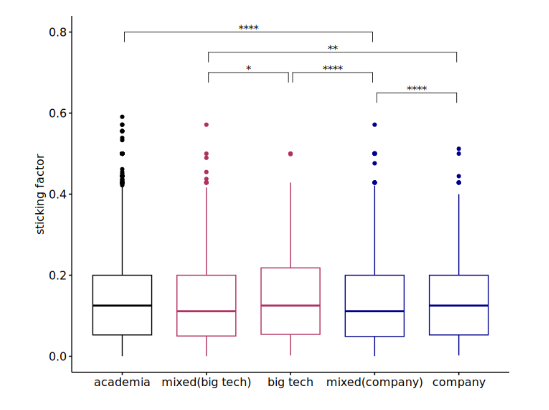 0.8
0.6
0.4
0.2
0.0
sticking factor
****
**
*
****
****
academia
mixed(big tech)
big tech
mixed(company)
company